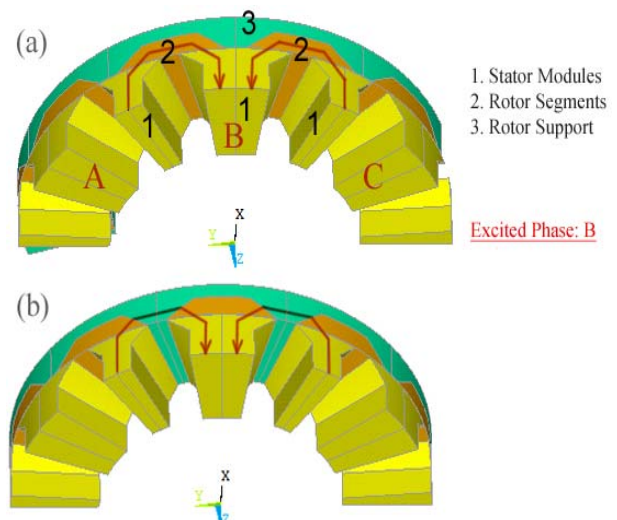 (a)
3
2
2
1
1
1
B
A
C
X
Y
Z
1. Stator Modules
2. Rotor Segments
3. Rotor Support
Excited Phase: B
(b)
X
Y
Z